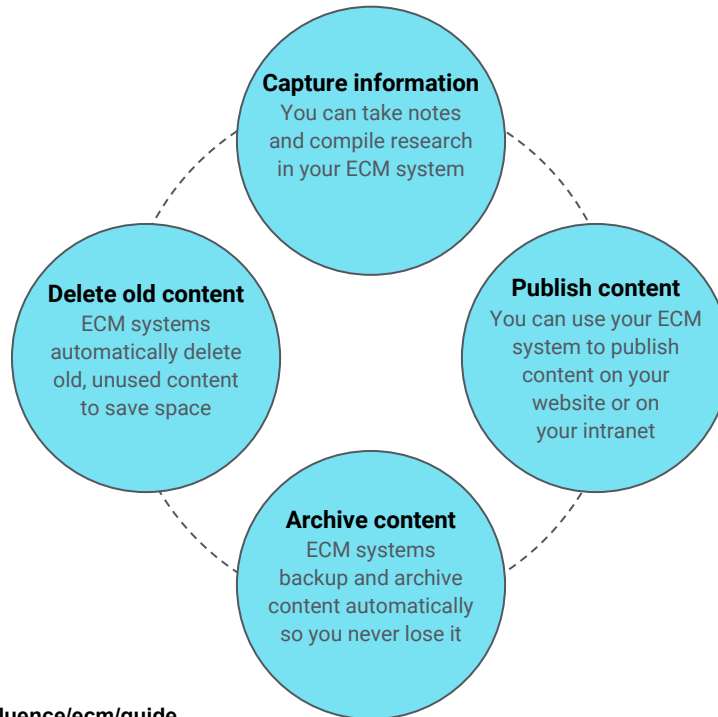 Capture information
You can take notes
and compile research
in your ECM system
Delete old content
ECM systems
automatically delete
old, unused content
to save space
Publish content
You can use your ECM
system to publish
content on your
website or on
your intranet
Archive content
ECM systems
backup and archive
content automatically
so you never lose it
luence/ecm/guide